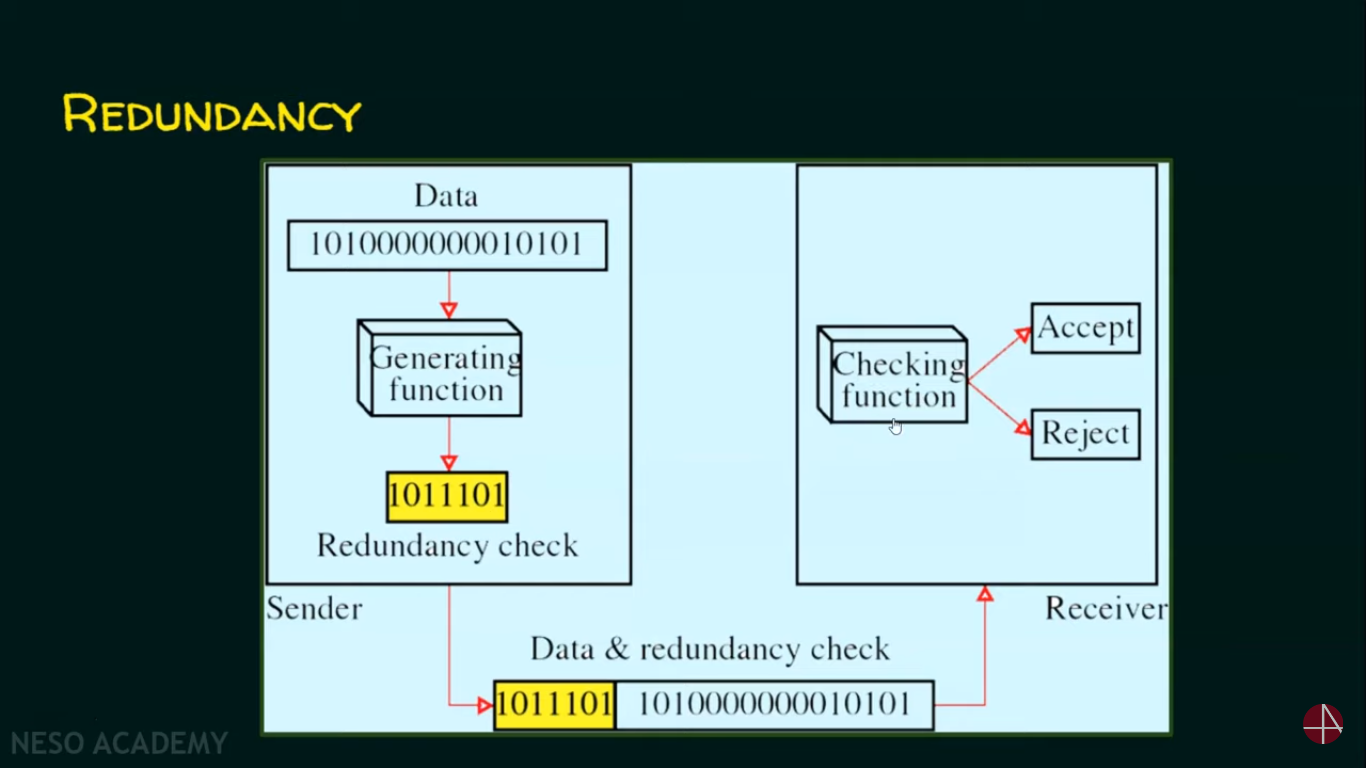 REDUNDANCY
Data
1010000000010101
Generating
function
1011101
Redundancy check
Sender
Checking
function
Accept
Reject
Receiver
Data & redundancy check
1011101 1010000000010101
NESO ACADEMY